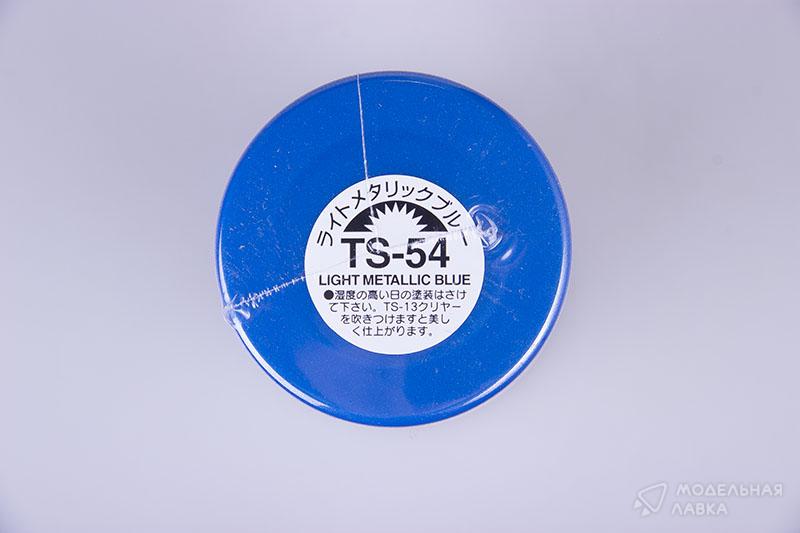 ライトメタリックブルー
TS-54
LIGHT METALLIC BLUE
●湿度の高い日の塗装はさけ
て下さい。TS-13クリヤー
を吹きつけますと美し
く仕上がります。
МОДЕЛЬНАЯ
ЛАВКА